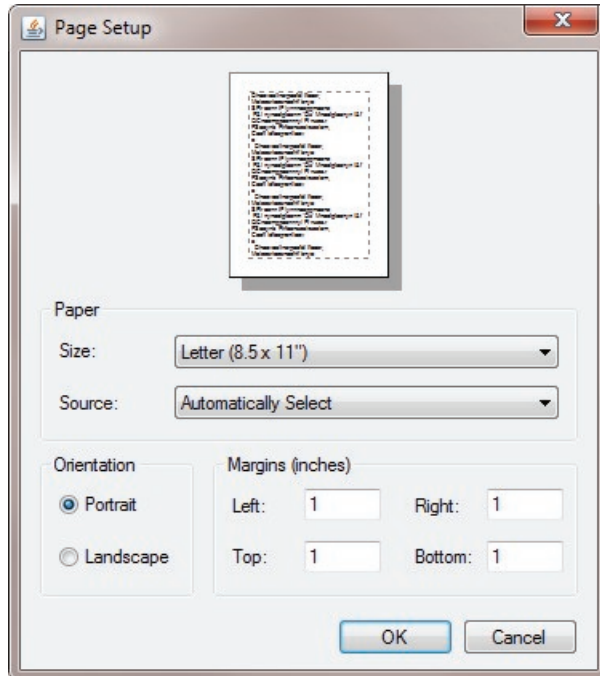 Page Setup
Paper
Size: Letter (8.5 x 11")
Source: Automatically Select
Orientation Margins (inches)
Portrait Left: 1 Right: 1
Landscape Top: 1 Bottom: 1
OK Cancel